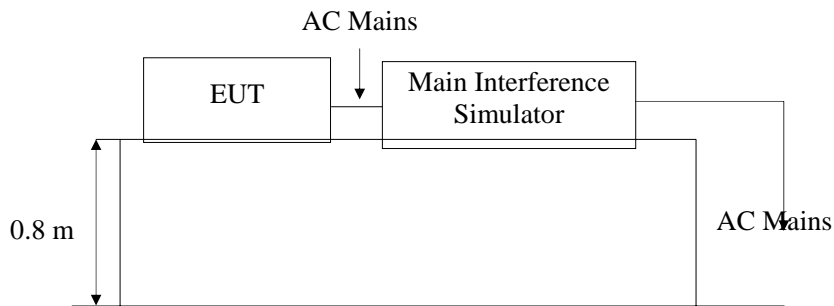 AC Mains
EUT
Main Interference
Simulator
0.8 m
AC Mains